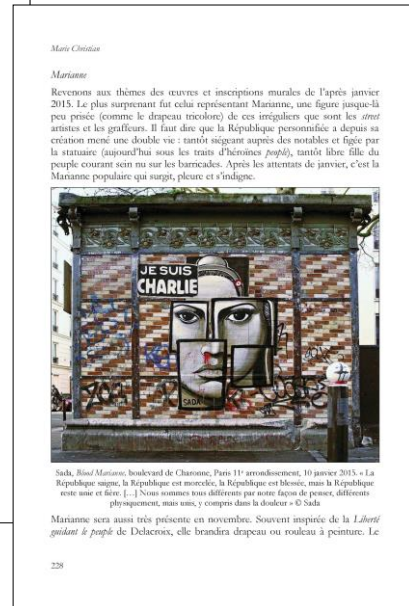 Marie Christian
Marianne
Revenons aux thèmes des œuvres et inscriptions murales de l'après janvier
2015. Le plus surprenant fut celui représentant Marianne, une figure jusque-là
peu prisée (comme le drapeau tricolore) de ces irréguliers que sont les street
artistes et les graffeurs. Il faut dire que la République personnifiée a depuis sa
création mené une double vie : tantôt siégeant auprès des notables et figée par
la statuaire (aujourd'hui sous les traits d'héroïnes people), tantôt libre fille du
peuple courant sein nu sur les barricades. Après les attentats de janvier, c'est la
Marianne populaire qui surgit, pleure et s'indigne.
JE SUIS
CHARLIE
SADA
Sada, Blood Marianne, boulevard de Charonne, Paris 11e arrondissement, 10 janvier 2015. « La
République saigne, la République est morcelée, la République est blessée, mais la République
reste unie et fière. […] Nous sommes tous différents par notre façon de penser, différents
physiquement, mais unis, y compris dans la douleur » © Sada
Marianne sera aussi très présente en novembre. Souvent inspirée de la Liberté
guidant le peuple de Delacroix, elle brandira drapeau ou rouleau à peinture. Le
228